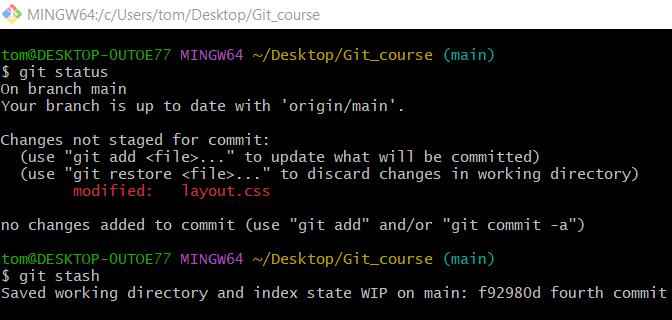 MINGW64:/c/Users/tom/Desktop/Git_course
tom@DESKTOP-OUTOE77 MINGW64 ~/Desktop/Git_course (main)
$ git status
On branch main
Your branch is up to date with 'origin/main'.
Changes not staged for commit:
  (use "git add <file>..." to update what will be committed)
  (use "git restore <file>..." to discard changes in working directory)
        modified:   layout.css
no changes added to commit (use "git add" and/or "git commit -a")
tom@DESKTOP-OUTOE77 MINGW64 ~/Desktop/Git_course (main)
$ git stash
Saved working directory and index state WIP on main: f92980d fourth commit